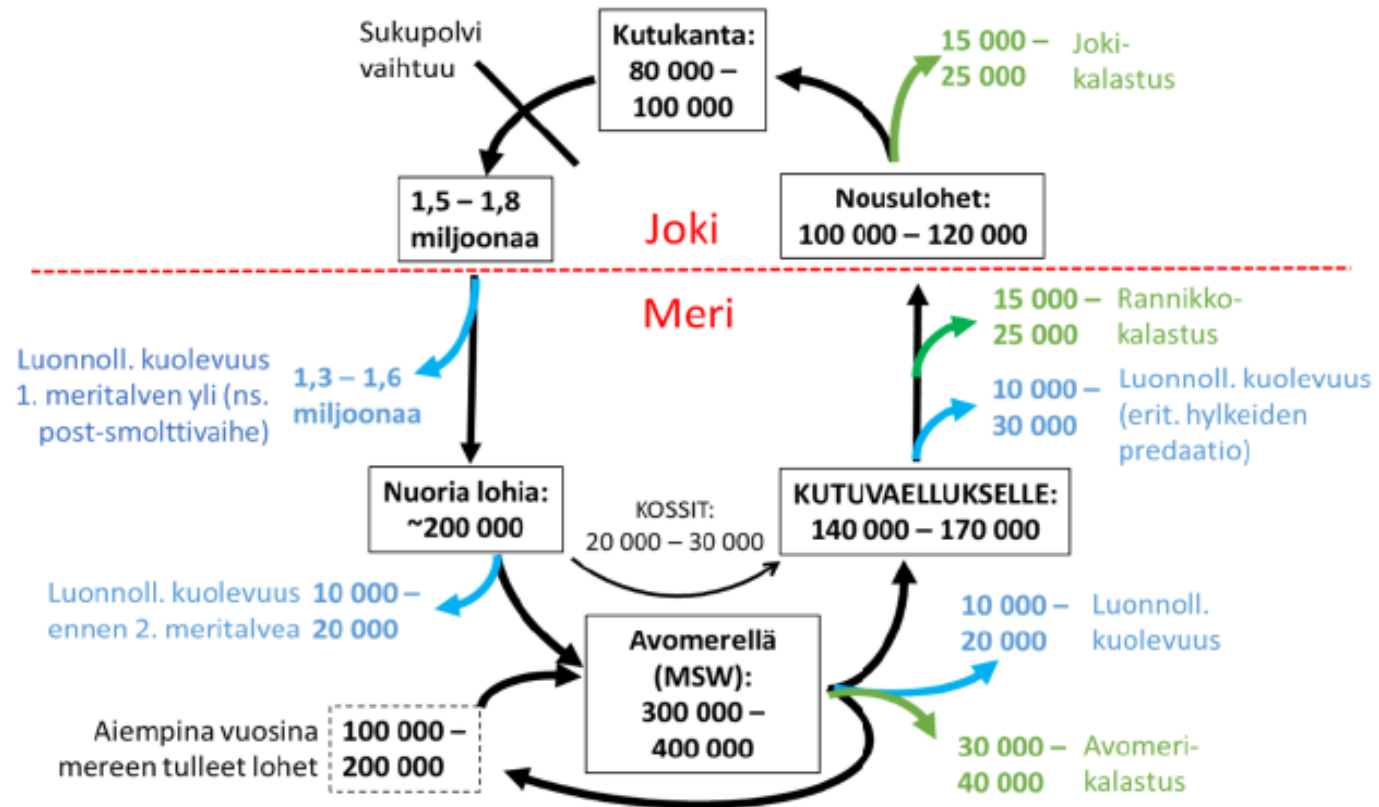 Sukupolvi
vaihtuu
Kutukanta:
80 000 –
100 000
15 000 –
25 000
Joki-
kalastus
1,5 – 1,8
miljoonaa
Joki
Nousulohet:
100 000 – 120 000
Meri
Luonnoll. kuolevuus
1. meritalven yli (ns.
post-smolttivaihe)
1,3 – 1,6
miljoonaa
15 000 –
25 000
Rannikko-
kalastus
10 000 –
30 000
Luonnoll. kuolevuus
(erit. hylkeiden
predaatio)
Nuoria lohia:
~200 000
KOSSIT:
20 000 – 30 000
KUTUVAELLUKSELLE:
140 000 – 170 000
Luonnoll. kuolevuus
ennen 2. meritalvea
10 000 –
20 000
Avomerellä
(MSW):
300 000 –
400 000
10 000 –
20 000
Luonnoll.
kuolevuus
Aiempina vuosina
mereen tulleet lohet
100 000 –
200 000
30 000 –
40 000
Avomeri-
kalastus